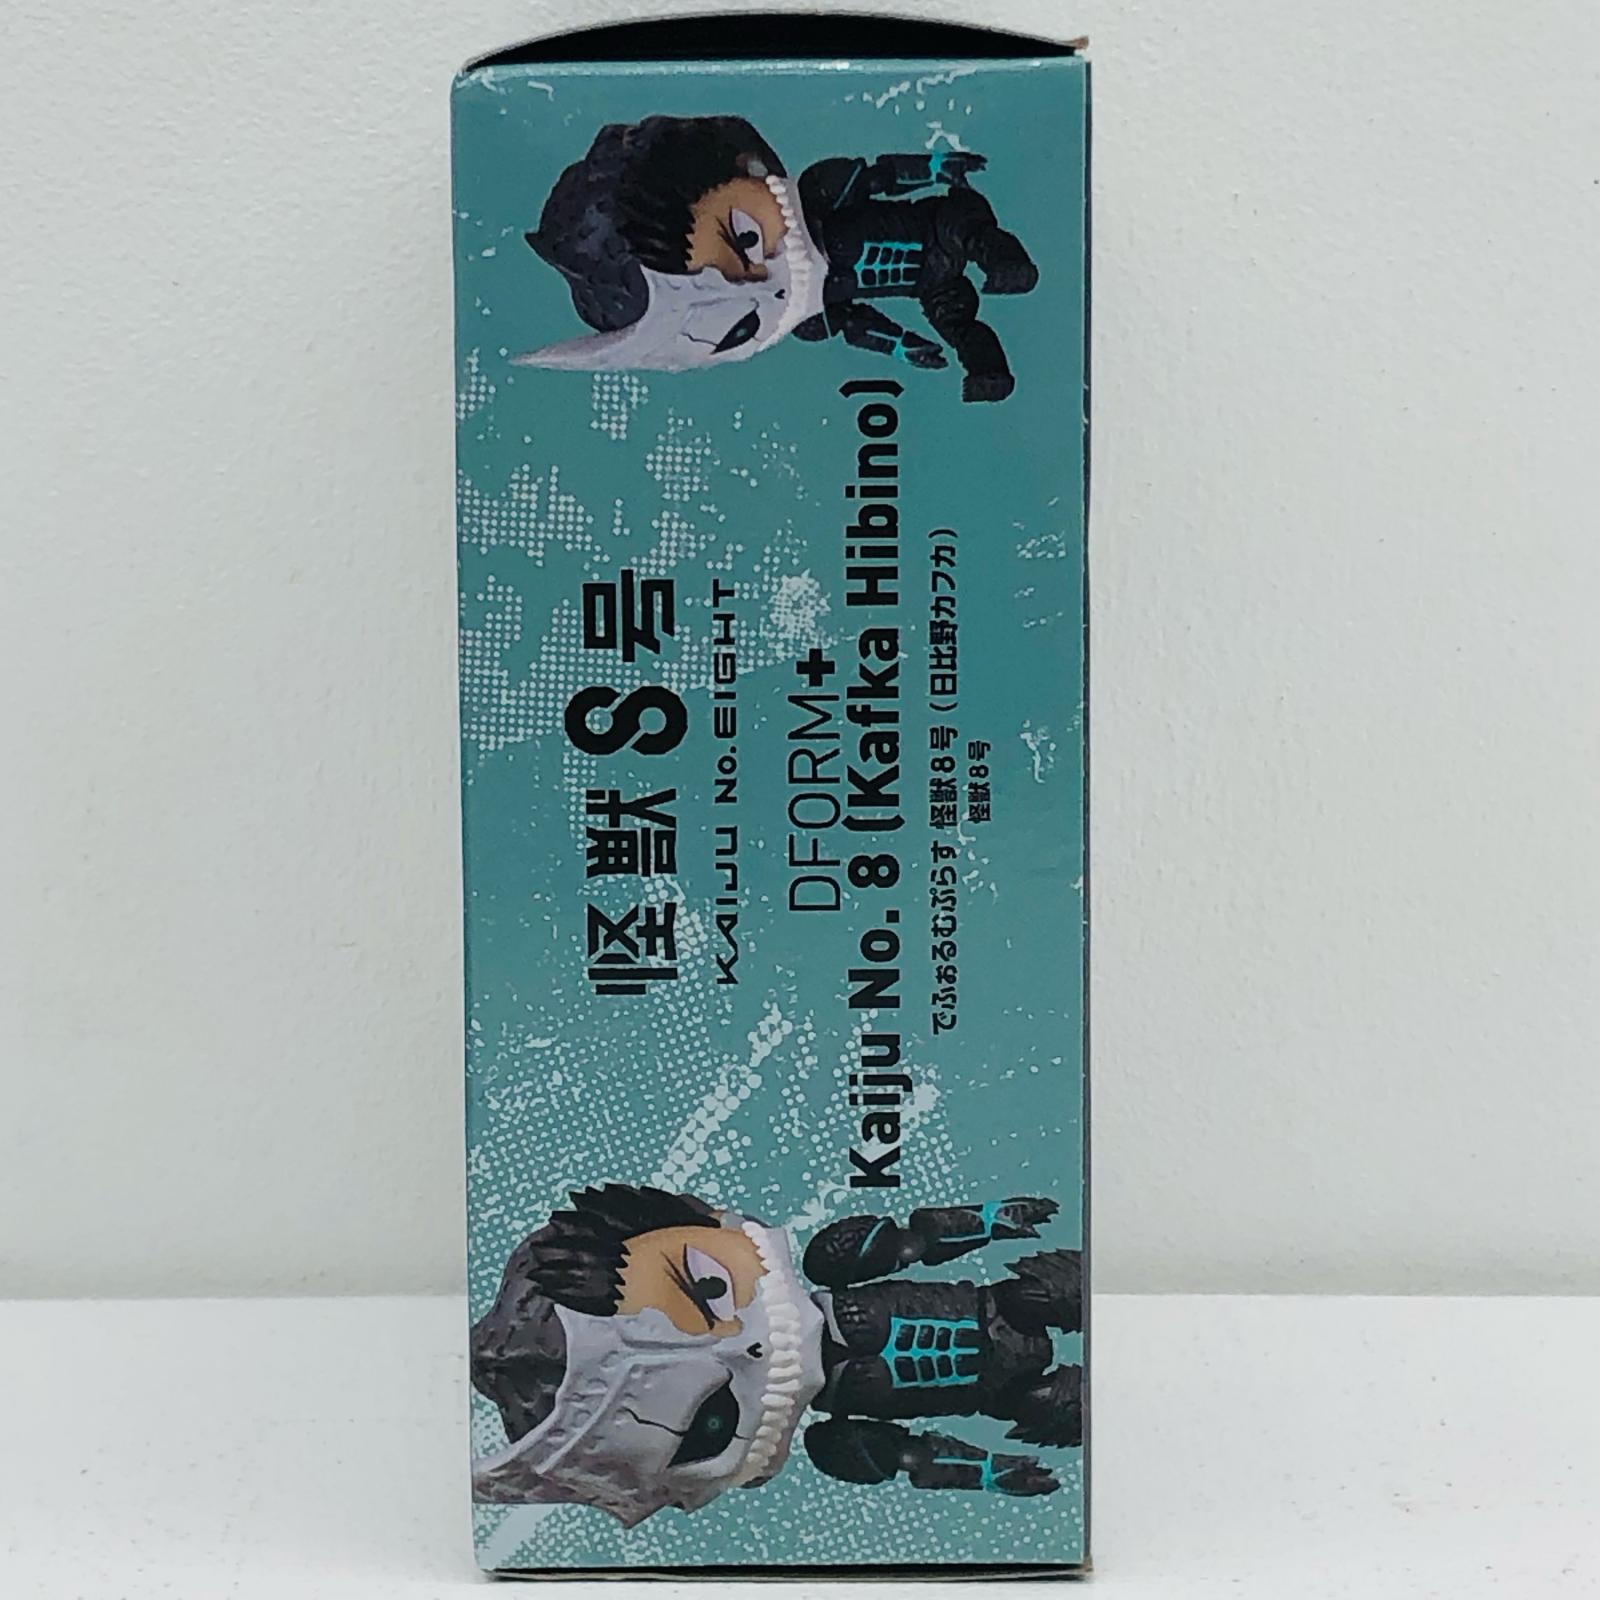 怪獣8号
KAIJU No.EIGHT
DFORM+
Kaiju No. 8 (Kafka Hibino)
でふぉるむぷらす 怪獣8号(日比野カフカ)
怪獣8号